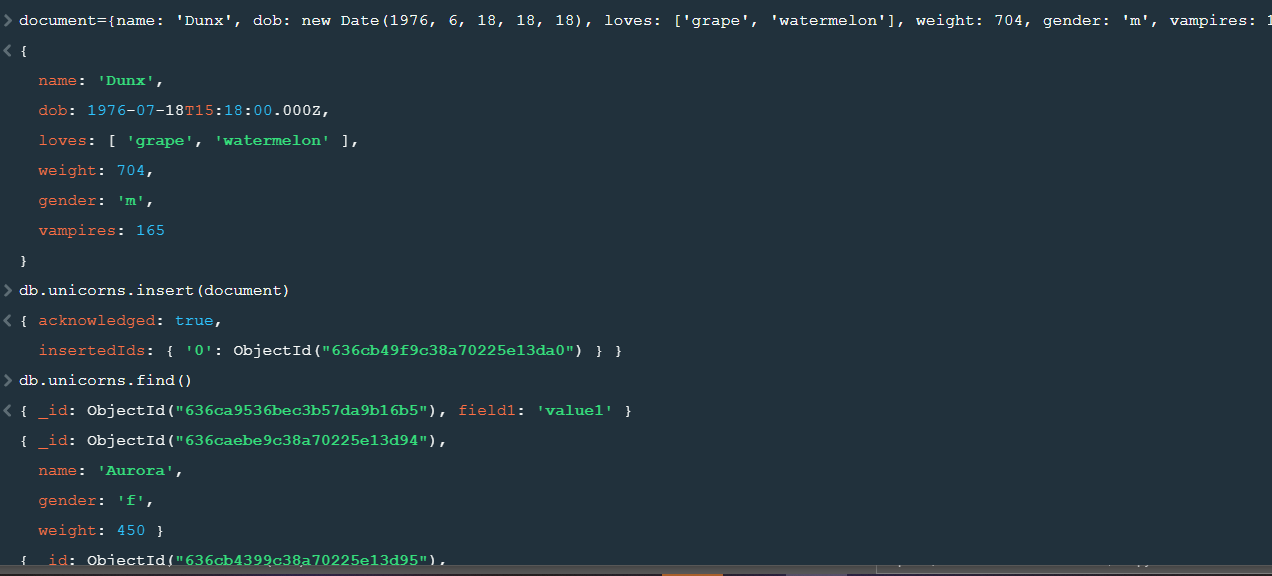 document={name: 'Dunx', dob: new Date(1976, 6, 18, 18, 18), loves: ['grape', 'watermelon'], weight: 704, gender: 'm', vampires: 1
{
name: 'Dunx',
dob: 1976-07-18T15:18:00.000Z,
loves: [ 'grape', 'watermelon' ],
weight: 704,
gender: 'm',
vampires: 165
}
db.unicorns.insert(document)
{ acknowledged: true,
insertedIds: { '0': ObjectId("636cb49f9c38a70225e13da0") } }
db.unicorns.find()
{ _id: ObjectId("636ca9536bec3b57da9b16b5"), field1: 'value1' }
{ _id: ObjectId("636caebe9c38a70225e13d94"),
name: 'Aurora',
gender: 'f',
weight: 450 }
{ _id: ObjectId("636cb4399c38a70225e13d95"),